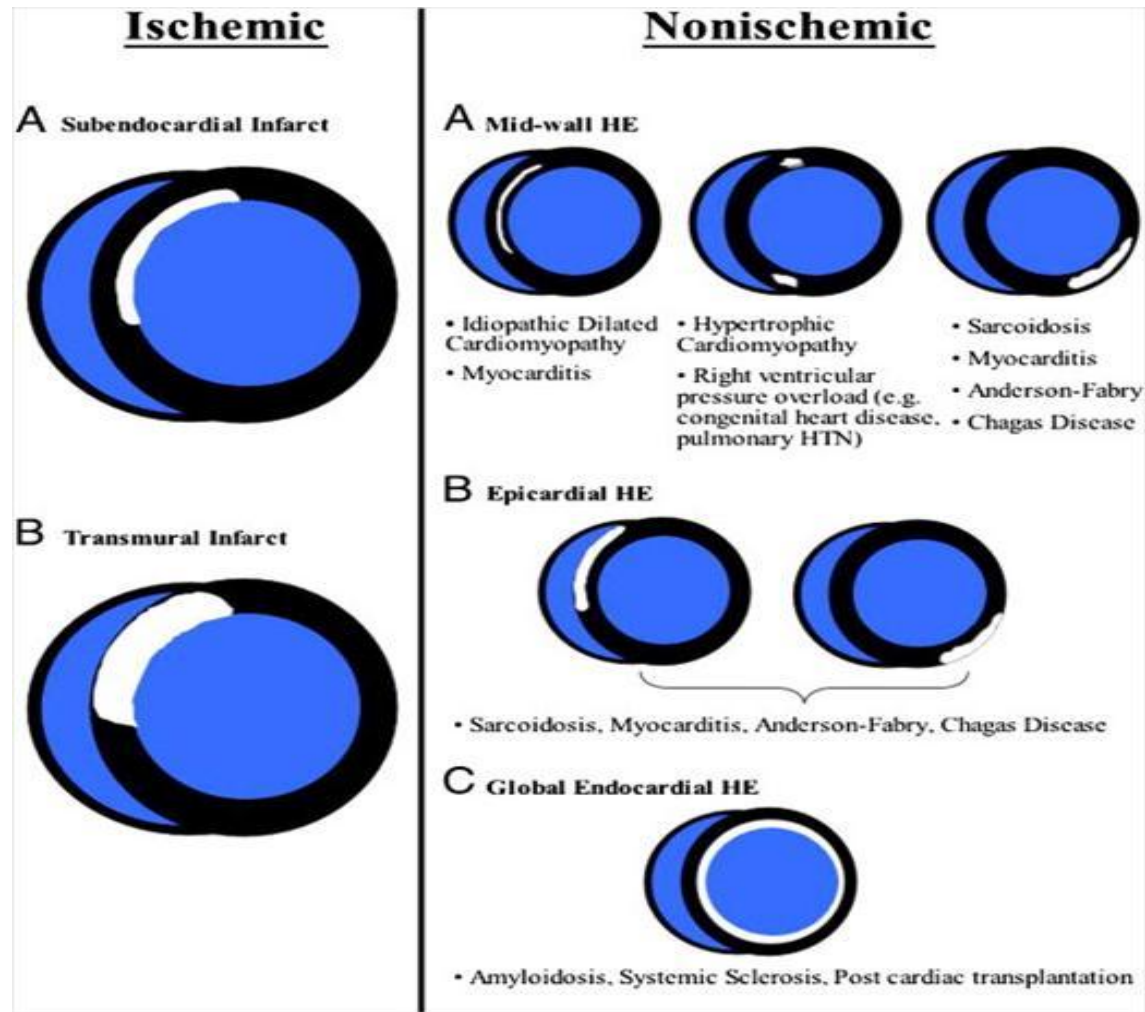 Ischemic
Nonischemic
A Subendocardial Infarct
A Mid-wall HE
• Idiopathic Dilated
Cardiomyopathy
• Myocarditis
• Hypertrophic
Cardiomyopathy
• Right ventricular
pressure overload (e.g.
congenital heart disease,
pulmonary HTN)
• Sarcoidosis
• Myocarditis
• Anderson-Fabry
• Chagas Disease
B Transmural Infarct
B Epicardial HE
• Sarcoidosis, Myocarditis, Anderson-Fabry, Chagas Disease
C Global Endocardial HE
• Amyloidosis, Systemic Sclerosis, Post cardiac transplantation